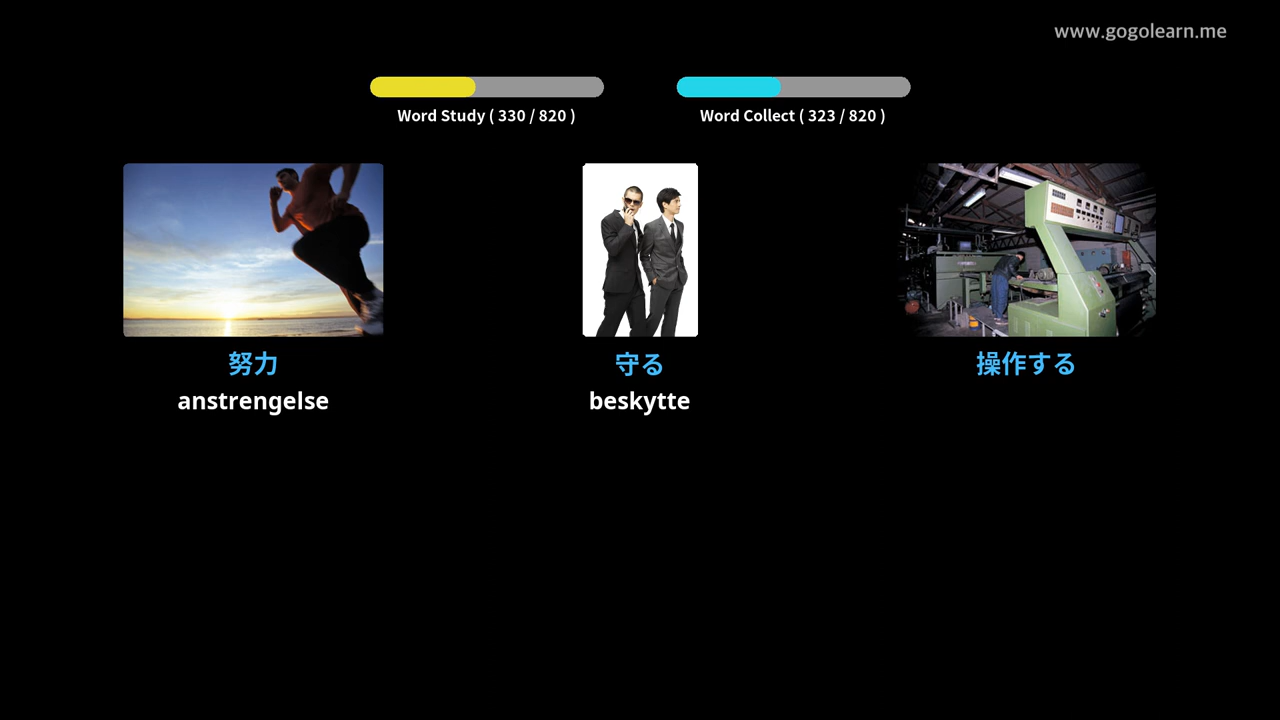 www.gogolearn.me
Word Study ( 330 / 820 )
Word Collect ( 323 / 820 )
努力
anstrengelse
守る
beskytte
操作する